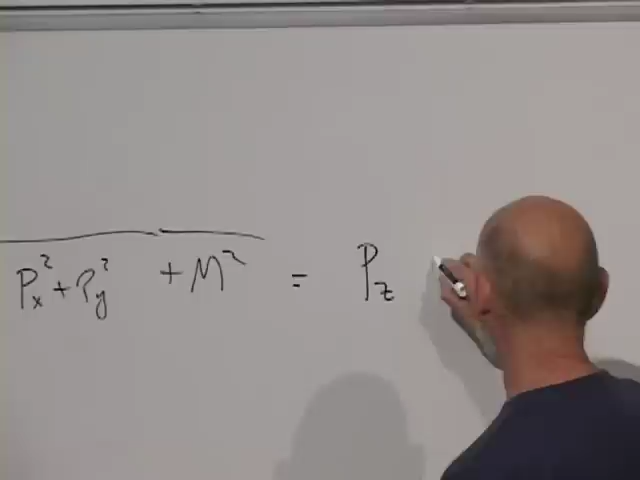 Px² + Py² + M² = Pz